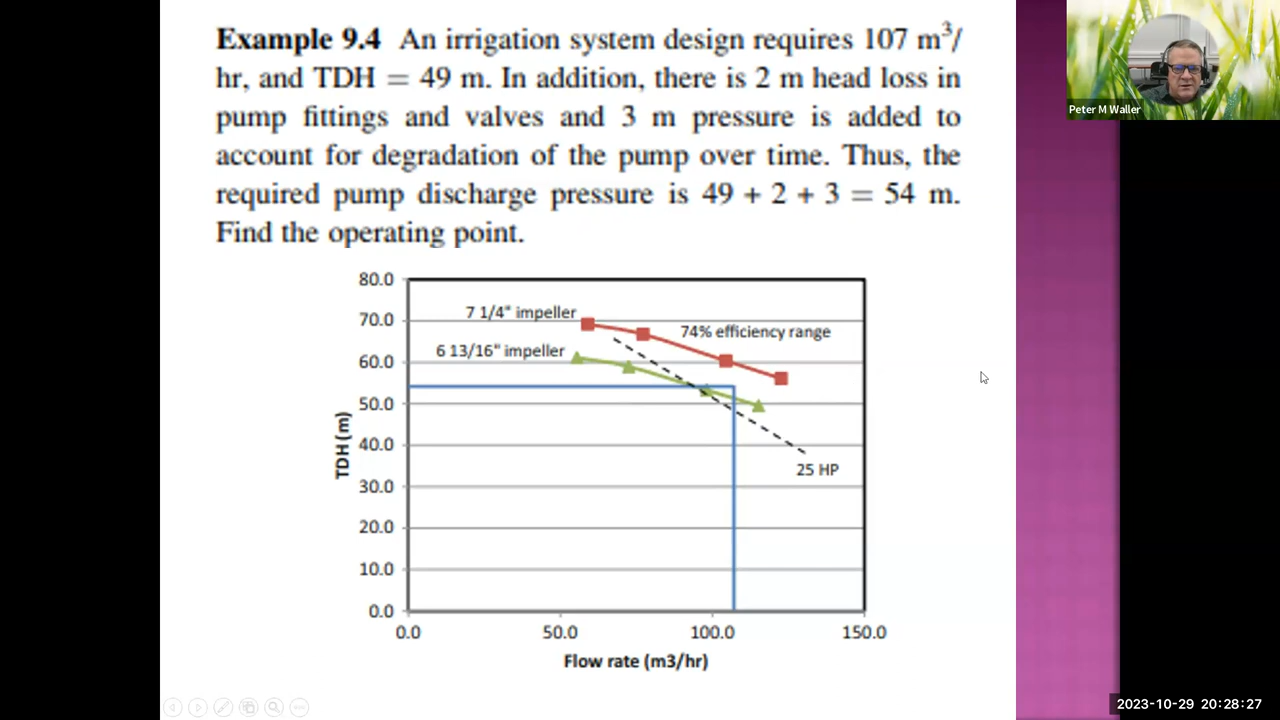 Example 9.4 An irrigation system design requires 107 m³/
hr, and TDH = 49 m. In addition, there is 2 m head loss in
pump fittings and valves and 3 m pressure is added to
account for degradation of the pump over time. Thus, the
required pump discharge pressure is 49 + 2 + 3 = 54 m.
Find the operating point.
Peter M Waller
80.0
70.0
60.0
50.0
40.0
30.0
20.0
10.0
0.0
TDH (m)
7 1/4" impeller
74% efficiency range
6 13/16" impeller
25 HP
0.0 50.0 100.0 150.0
Flow rate (m3/hr)
2023-10-29 20:28:27